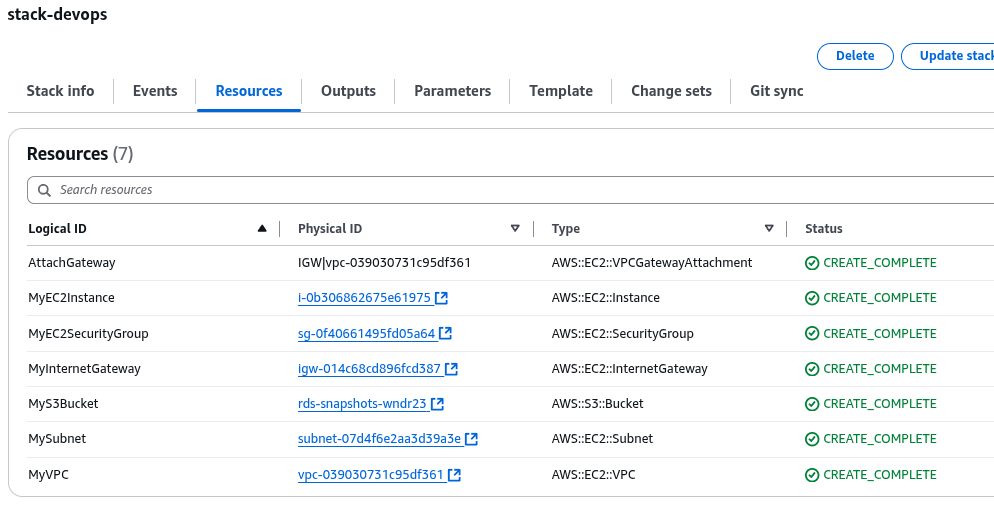 stack-devops
Delete Update stack
Stack info Events Resources Outputs Parameters Template Change sets Git sync
Resources (7)
Search resources
Logical ID Physical ID Type Status
AttachGateway IGW|vpc-039030731c95df361 AWS::EC2::VPCGatewayAttachment CREATE_COMPLETE
MyEC2Instance i-0b306862675e61975 AWS::EC2::Instance CREATE_COMPLETE
MyEC2SecurityGroup sg-0f40661495fd05a64 AWS::EC2::SecurityGroup CREATE_COMPLETE
MyInternetGateway igw-014c68cd896fcd387 AWS::EC2::InternetGateway CREATE_COMPLETE
MyS3Bucket rds-snapshots-wndr23 AWS::S3::Bucket CREATE_COMPLETE
MySubnet subnet-07d4f6e2aa3d39a3e AWS::EC2::Subnet CREATE_COMPLETE
MyVPC vpc-039030731c95df361 AWS::EC2::VPC CREATE_COMPLETE